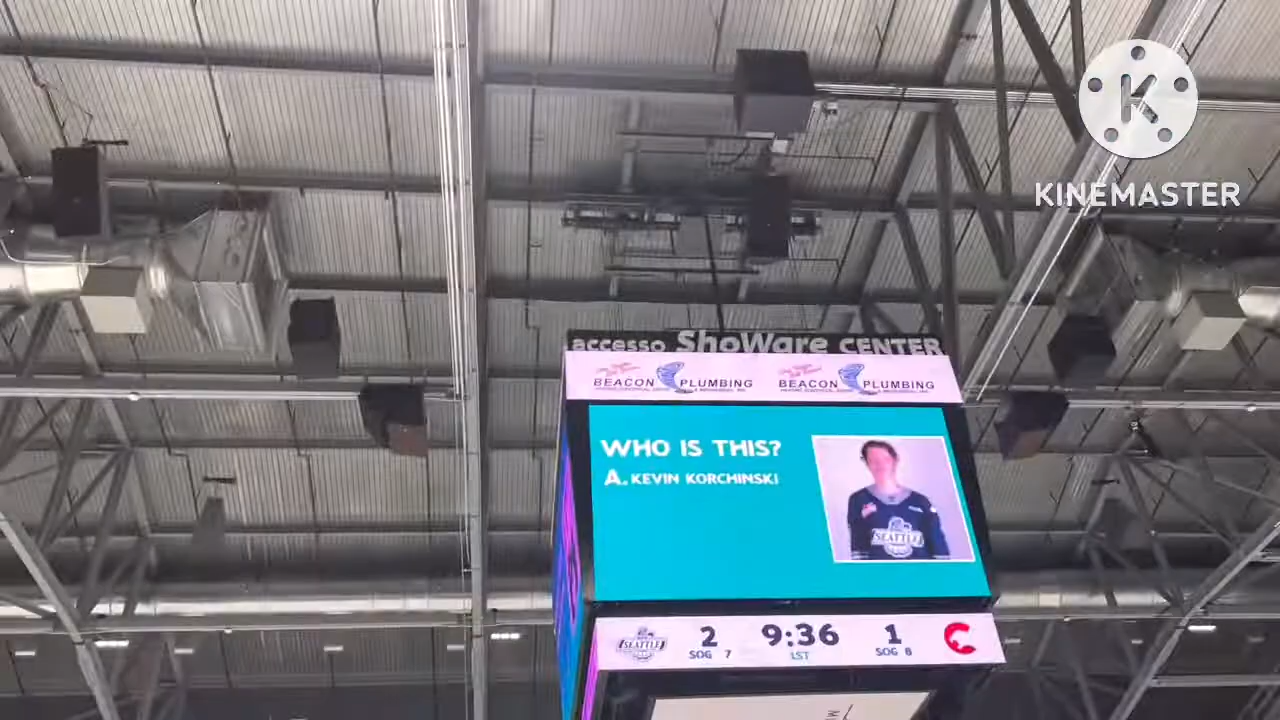 K
KINEMASTER
accesso ShoWare CENTER
BEACON PLUMBING
BEACON PLUMBING
WHO IS THIS?
A. KEVIN KORCHINSKI
SEATTLE
SEATTLE 2 9:36 1 C
SOG 7 1ST SOG 8